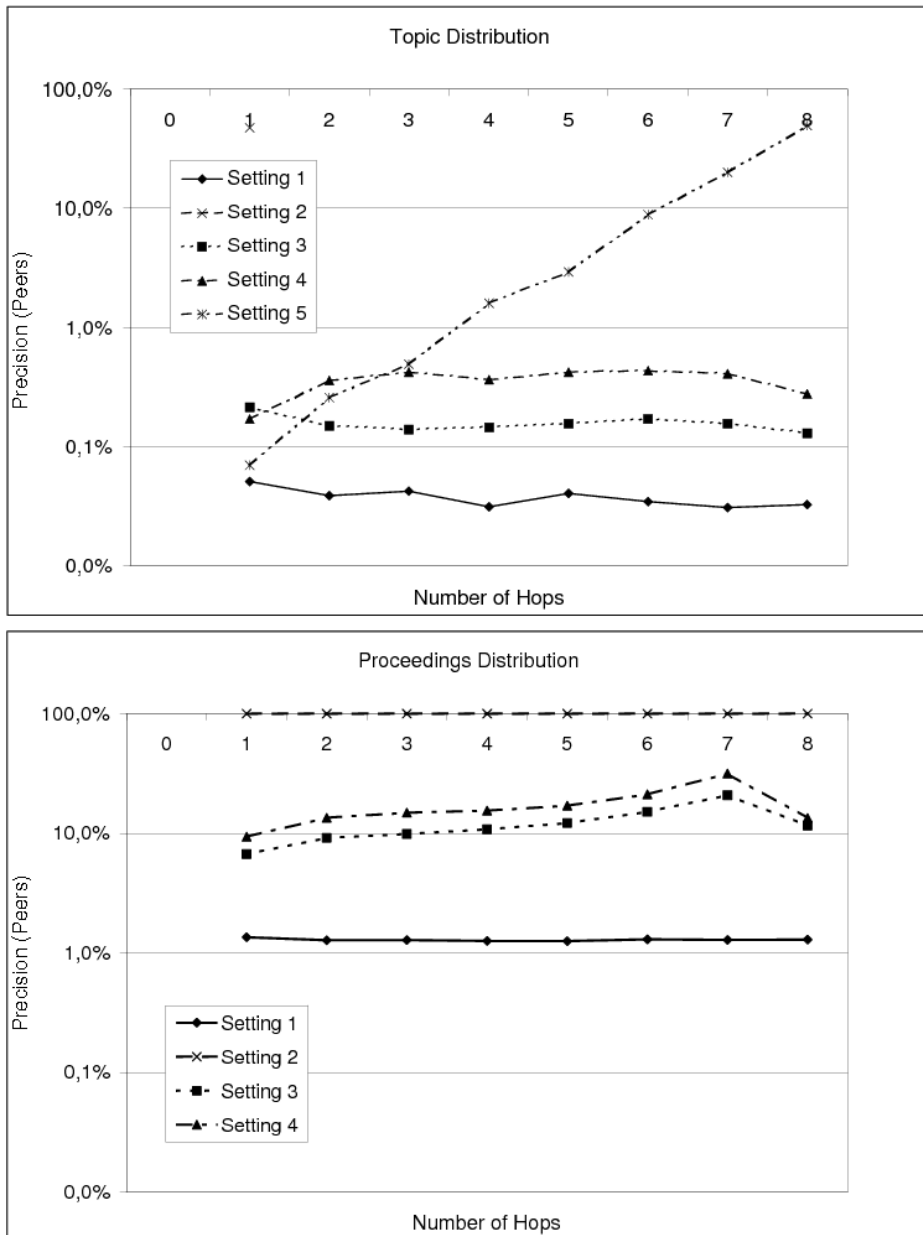 Topic Distribution
100,0%
0 1 2 3 4 5 6 7 8
Setting 1
Setting 2
Setting 3
Setting 4
Setting 5
10,0%
1,0%
0,1%
0,0%
Precision (Peers)
Number of Hops
Proceedings Distribution
100,0%
0 1 2 3 4 5 6 7 8
10,0%
1,0%
0,1%
0,0%
Precision (Peers)
Setting 1
Setting 2
Setting 3
Setting 4
Number of Hops